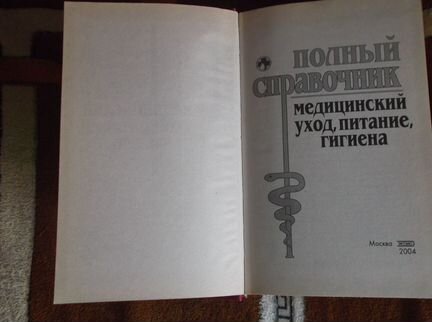 ПОЛНЫЙ
справочник
медицинский
уход, питание,
гигиена
Москва
2004